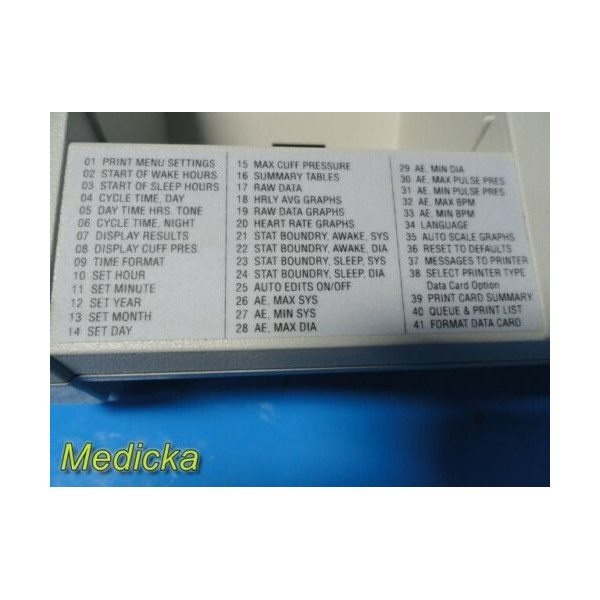 01 PRINT MENU SETTINGS
02 START OF WAKE HOURS
03 START OF SLEEP HOURS
04 CYCLE TIME, DAY
05 DAY TIME HRS. TONE
06 CYCLE TIME, NIGHT
07 DISPLAY RESULTS
08 DISPLAY CUFF PRES
09 TIME FORMAT
10 SET HOUR
11 SET MINUTE
12 SET YEAR
13 SET MONTH
14 SET DAY
15 MAX CUFF PRESSURE
16 SUMMARY TABLES
17 RAW DATA
18 HRLY AVG GRAPHS
19 RAW DATA GRAPHS
20 HEART RATE GRAPHS
21 STAT BOUNDRY, AWAKE, SYS
22 STAT BOUNDRY, AWAKE, DIA
23 STAT BOUNDRY, SLEEP, SYS
24 STAT BOUNDRY, SLEEP, DIA
25 AUTO EDITS ON/OFF
26 AE, MAX SYS
27 AE, MIN SYS
28 AE, MAX DIA
29 AE, MIN DIA
30 AE, MAX PULSE PRES.
31 AE, MIN PULSE PRES.
32 AE, MAX BPM
33 AE, MIN BPM
34 LANGUAGE
35 AUTO SCALE GRAPHS
36 RESET TO DEFAULTS
37 MESSAGES TO PRINTER
38 SELECT PRINTER TYPE
Data Card Option
39 PRINT CARD SUMMARY
40 QUEUE & PRINT LIST
41 FORMAT DATA CARD
Medicka